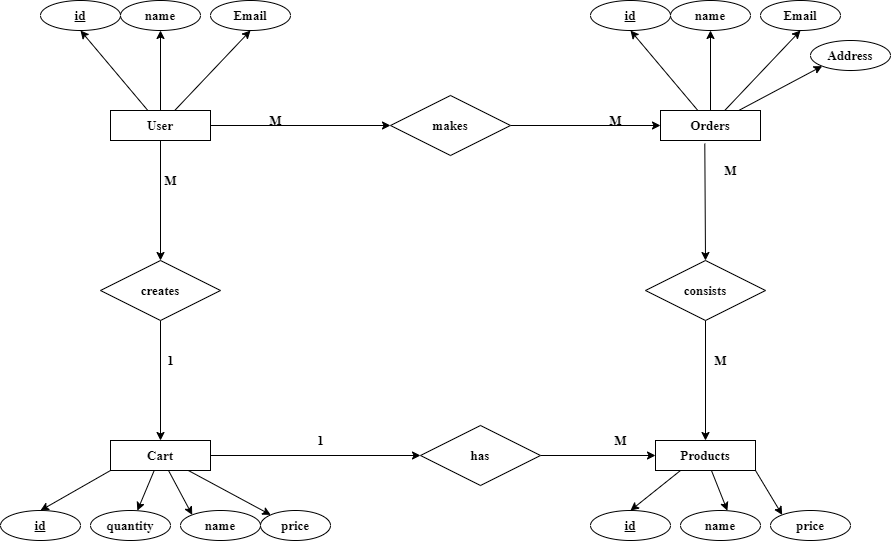 id name Email
id name Email
Address
User M makes M Orders
M M
creates consists
1 M
Cart 1 has M Products
id quantity name price
id name price